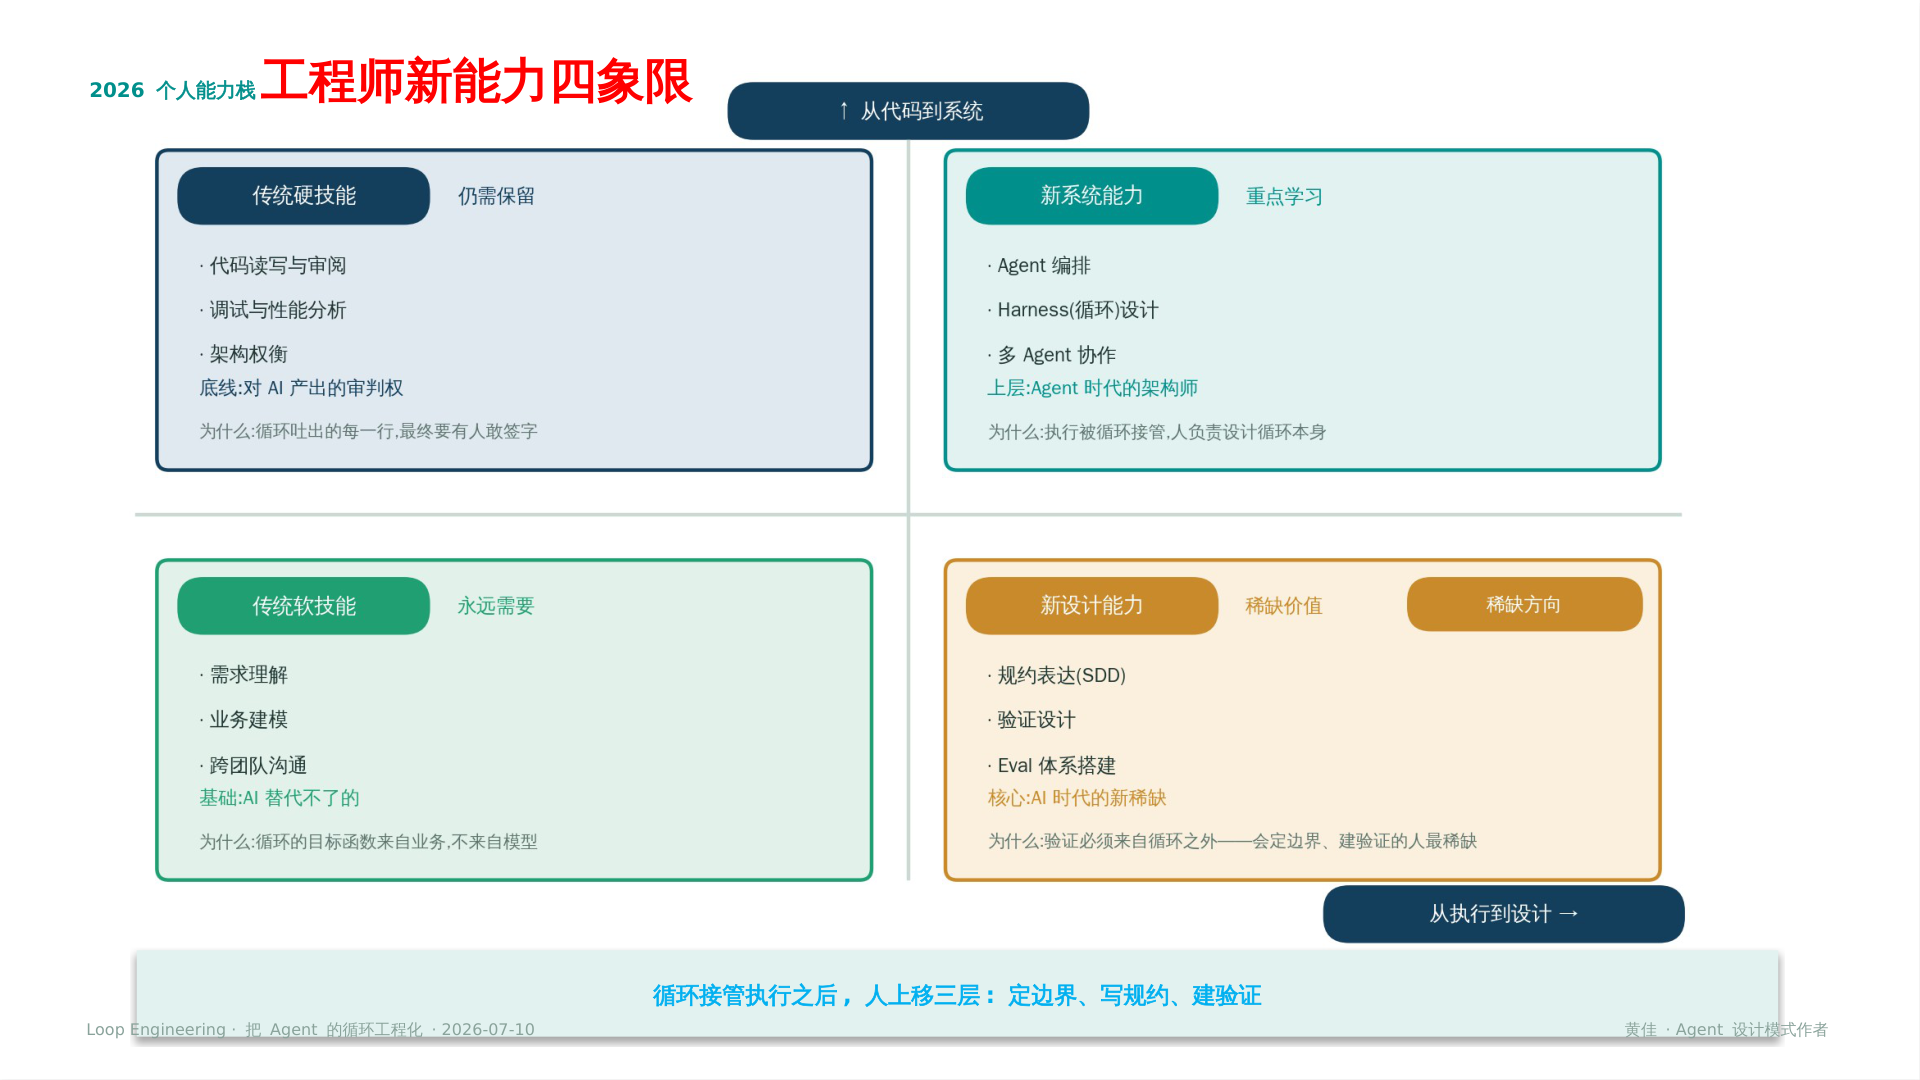 2026 个人能力栈 工程师新能力四象限
↑ 从代码到系统
传统硬技能 仍需保留
· 代码读写与审阅
· 调试与性能分析
· 架构权衡
底线:对 AI 产出的审判权
为什么:循环吐出的每一行,最终要有人敢签字
新系统能力 重点学习
· Agent 编排
· Harness(循环)设计
· 多 Agent 协作
上层:Agent 时代的架构师
为什么:执行被循环接管,人负责设计循环本身
传统软技能 永远需要
· 需求理解
· 业务建模
· 跨团队沟通
基础:AI 替代不了的
为什么:循环的目标函数来自业务,不来自模型
新设计能力 稀缺价值 稀缺方向
· 规约表达(SDD)
· 验证设计
· Eval 体系搭建
核心:AI 时代的新稀缺
为什么:验证必须来自循环之外——会定边界、建验证的人最稀缺
从执行到设计 →
循环接管执行之后，人上移三层：定边界、写规约、建验证
Loop Engineering · 把 Agent 的循环工程化 · 2026-07-10
黄佳 · Agent 设计模式作者